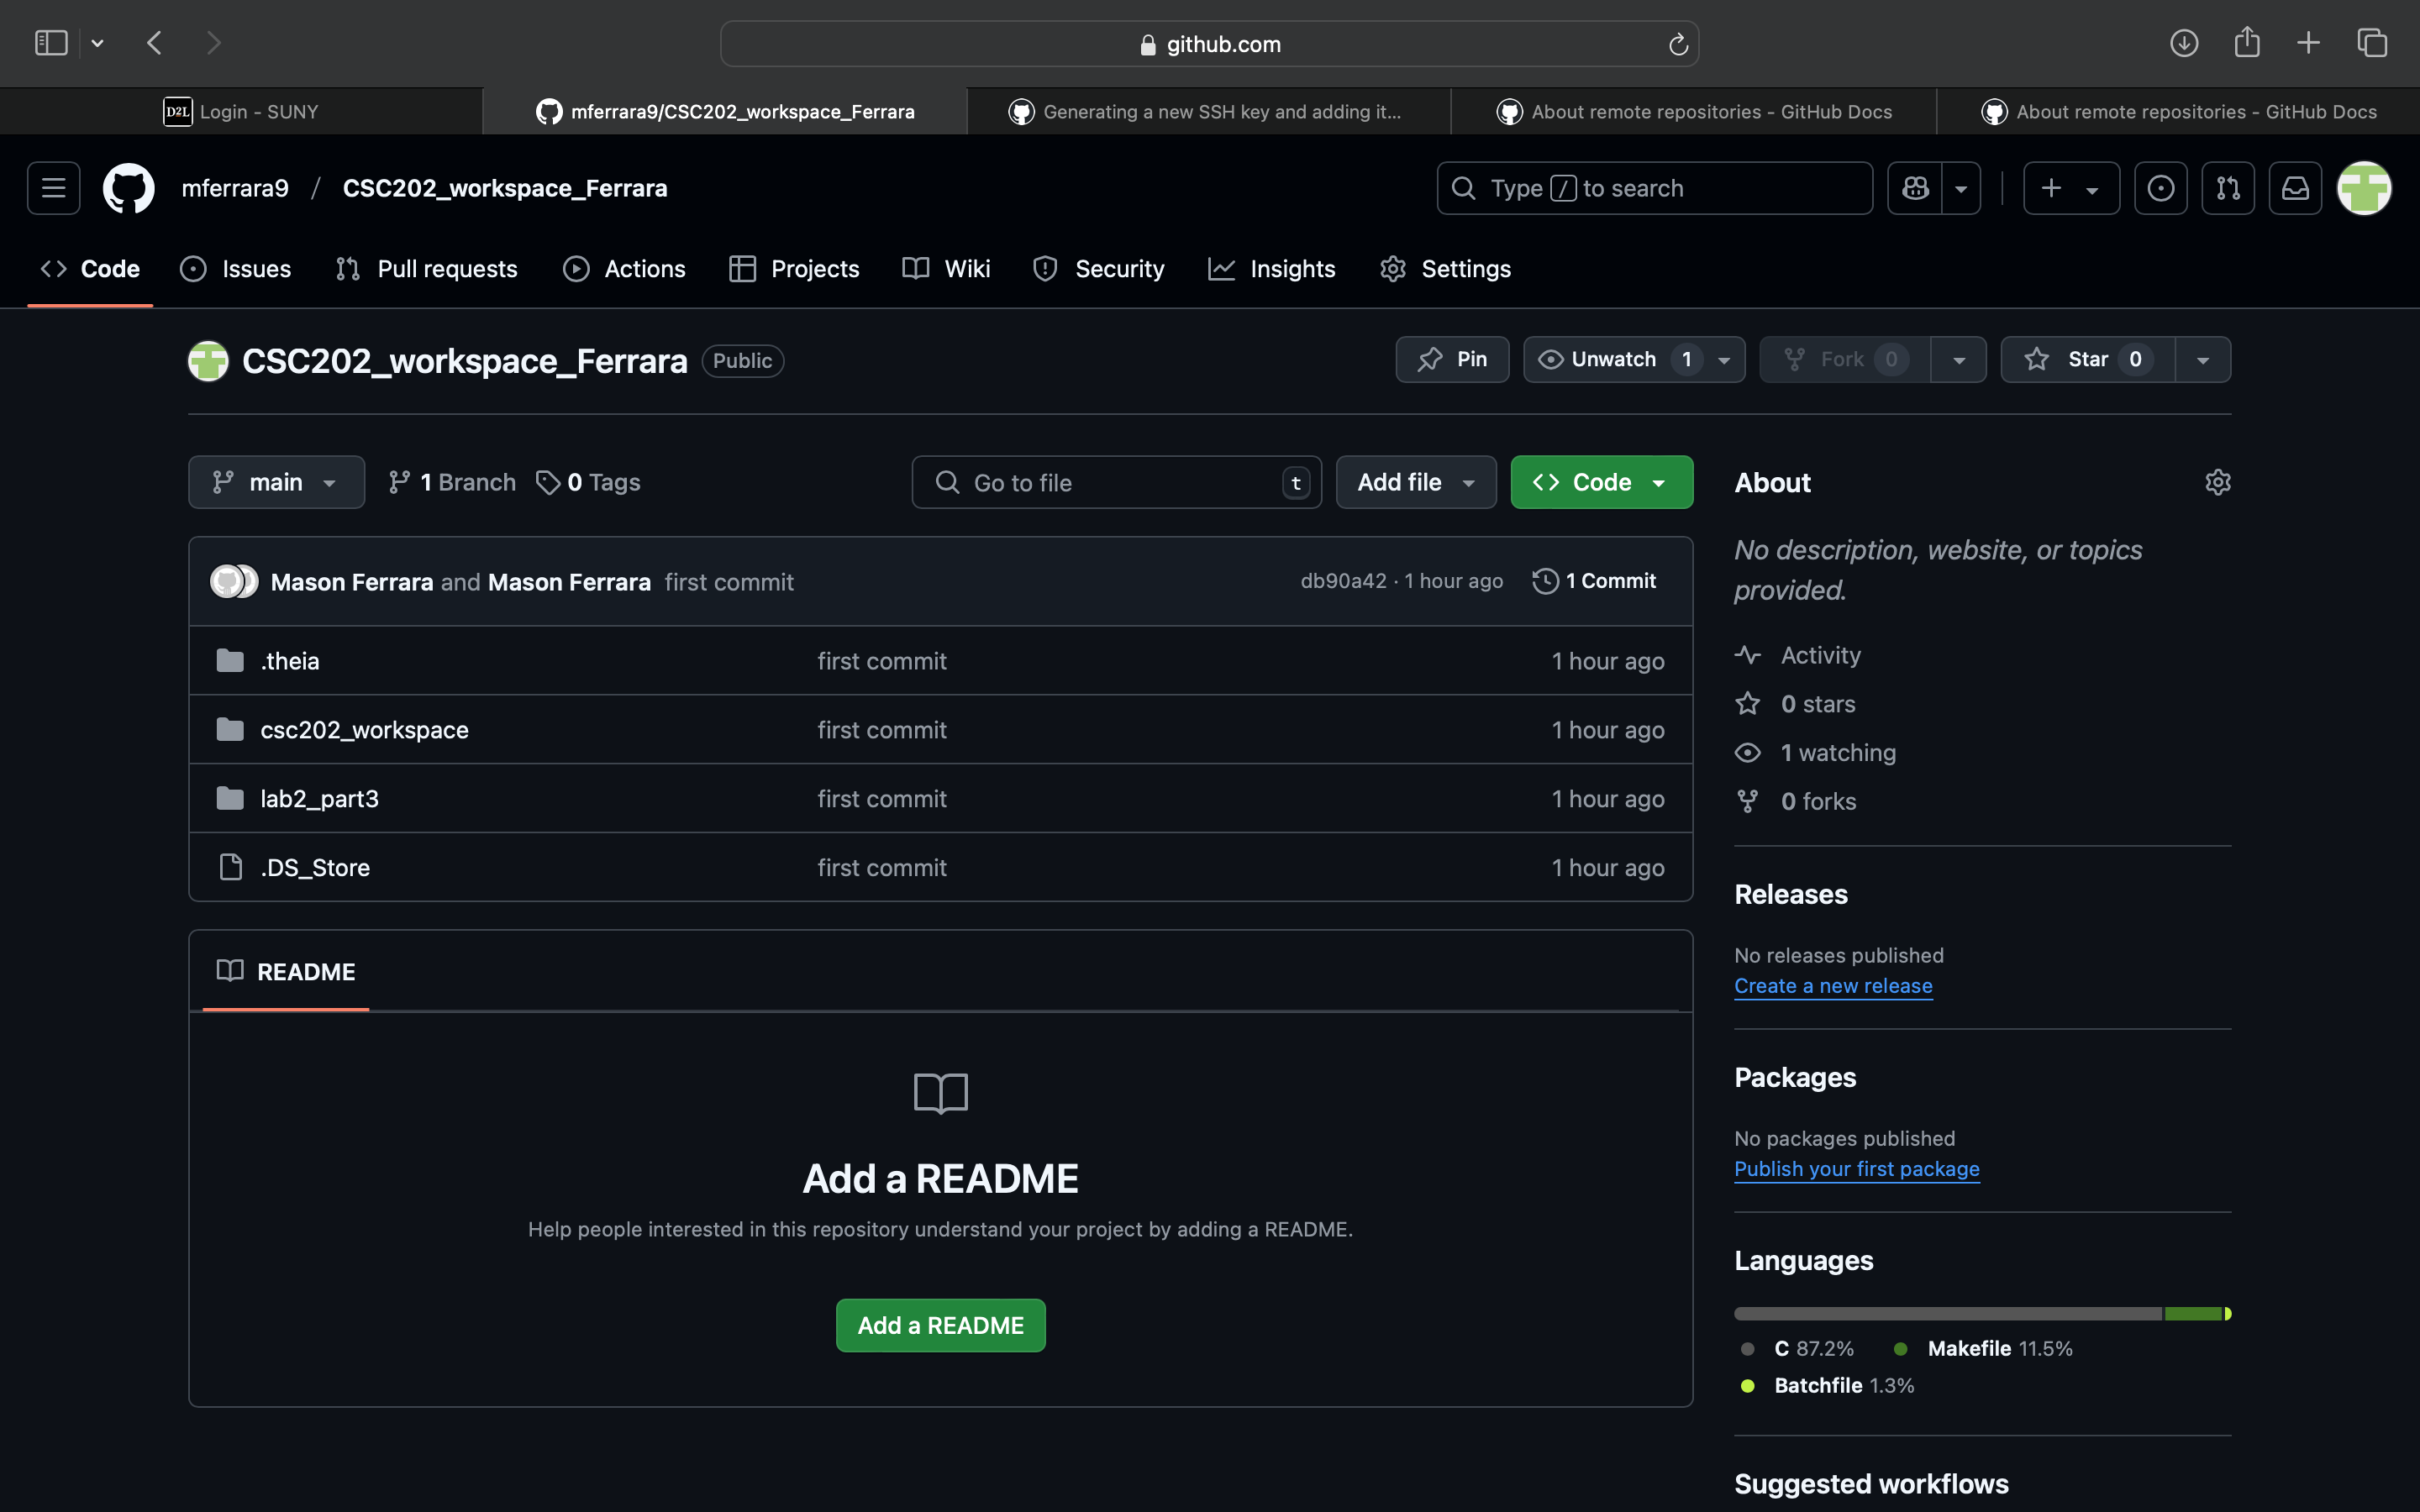 github.com
D2L Login - SUNY
mferrara9/CSC202_workspace_Ferrara
Generating a new SSH key and adding it...
About remote repositories - GitHub Docs
About remote repositories - GitHub Docs
mferrara9 / CSC202_workspace_Ferrara
Type / to search
Code
Issues
Pull requests
Actions
Projects
Wiki
Security
Insights
Settings
CSC202_workspace_Ferrara Public
Pin
Unwatch 1
Fork 0
Star 0
main
1 Branch
0 Tags
Go to file t
Add file
Code
Mason Ferrara and Mason Ferrara first commit
db90a42 · 1 hour ago
1 Commit
.theia first commit 1 hour ago
csc202_workspace first commit 1 hour ago
lab2_part3 first commit 1 hour ago
.DS_Store first commit 1 hour ago
README
Add a README
Help people interested in this repository understand your project by adding a README.
Add a README
About
No description, website, or topics
provided.
Activity
0 stars
1 watching
0 forks
Releases
No releases published
Create a new release
Packages
No packages published
Publish your first package
Languages
C 87.2% Makefile 11.5%
Batchfile 1.3%
Suggested workflows